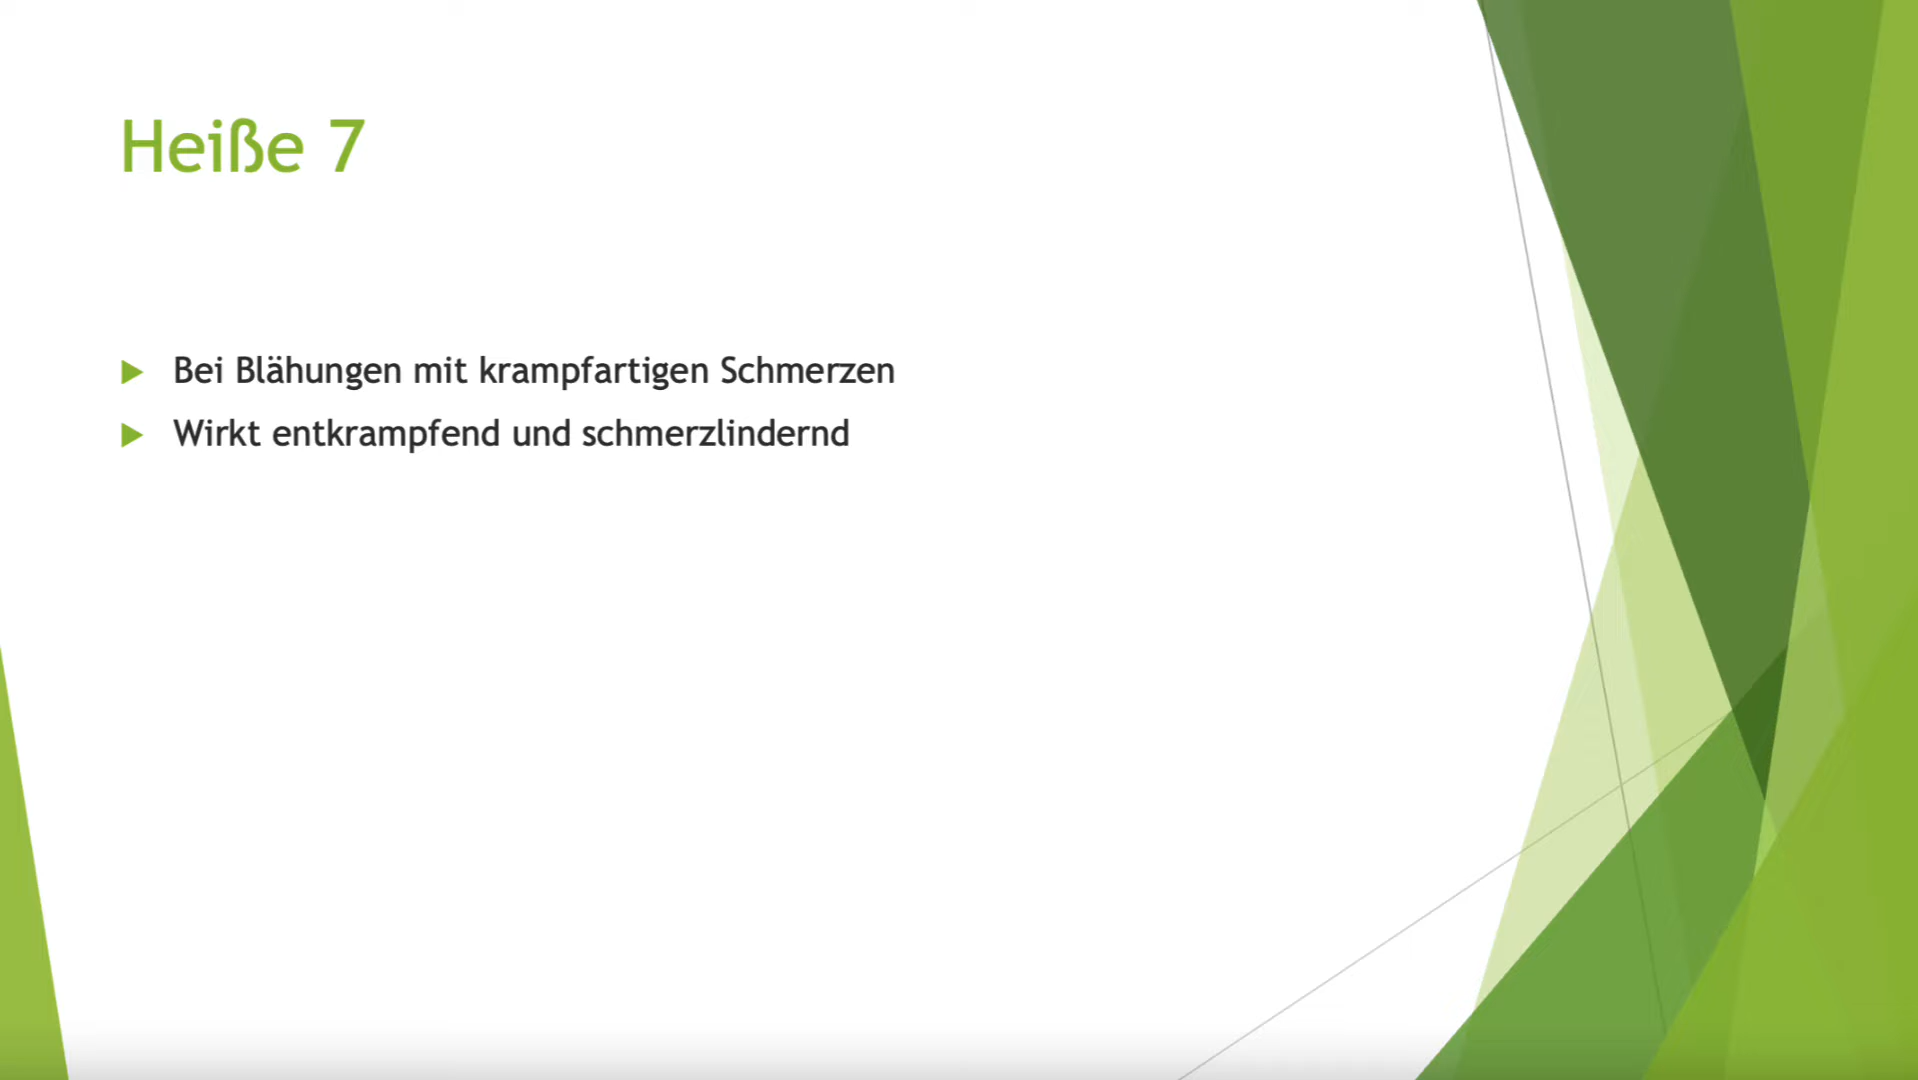 Heiße 7
Bei Blähungen mit krampfartigen Schmerzen
Wirkt entkrampfend und schmerzlindernd